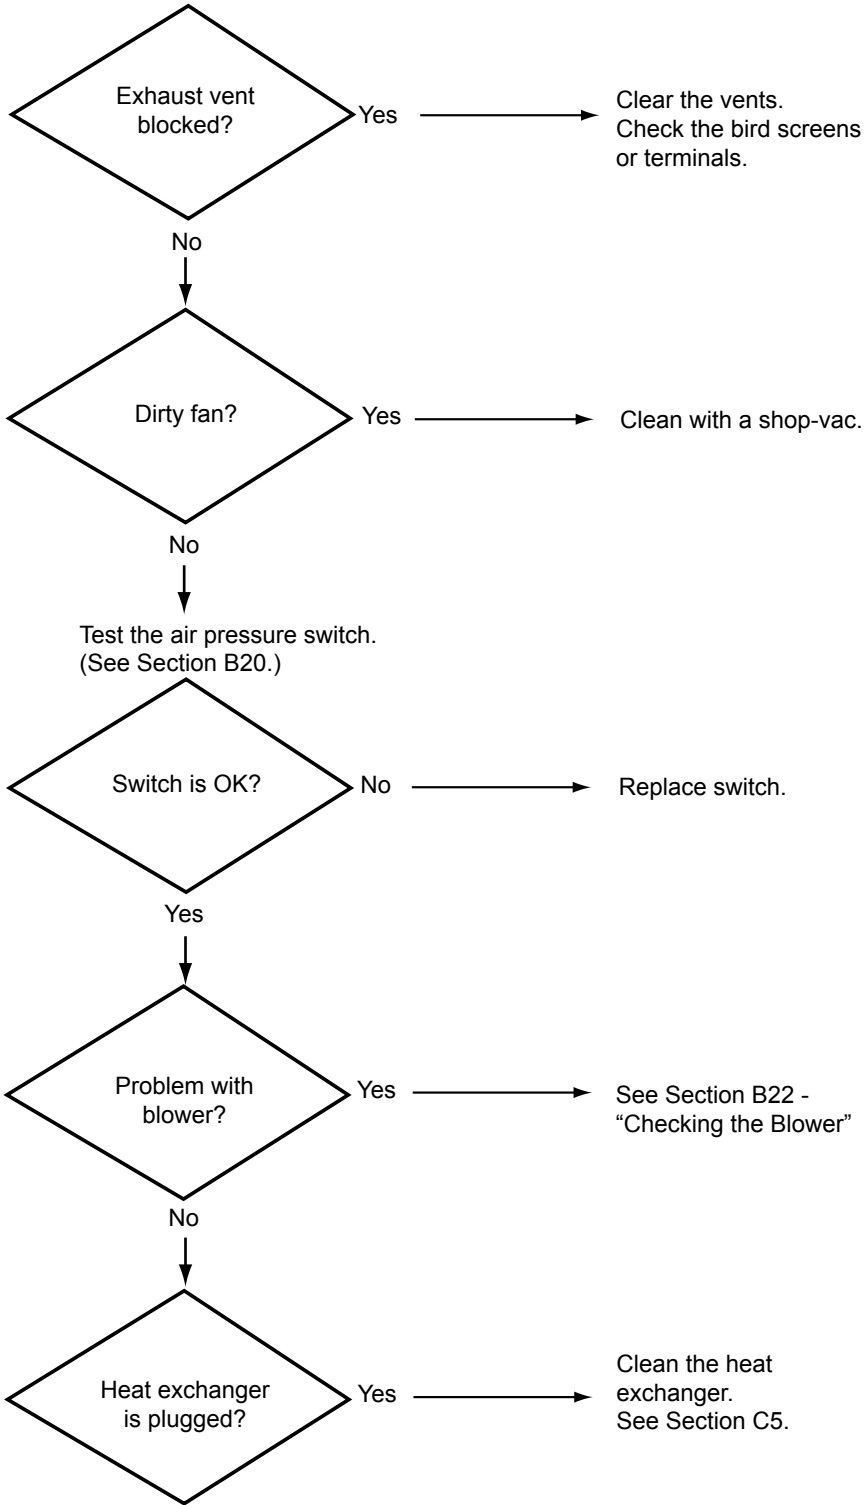 Exhaust vent
blocked?
Yes
Clear the vents.
Check the bird screens
or terminals.
No
Dirty fan?
Yes
Clean with a shop-vac.
No
Test the air pressure switch.
(See Section B20.)
Switch is OK?
No
Replace switch.
Yes
Problem with
blower?
Yes
See Section B22 -
“Checking the Blower”
No
Heat exchanger
is plugged?
Yes
Clean the heat
exchanger.
See Section C5.